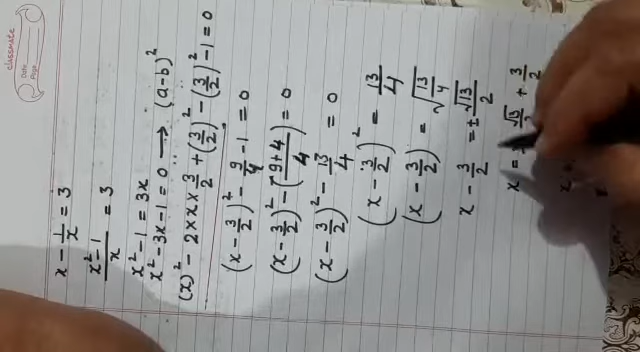 classmate
Date
Page
x - 1/x = 3
x² - 1 / x = 3
x² - 1 = 3x
x² - 3x - 1 = 0 ⟶ (a-b)²
(x)² - 2 × x × 3/2 + (3/2)² - (3/2)² - 1 = 0
(x - 3/2)² - 9/4 - 1 = 0
(x - 3/2)² - (9+4 / 4) = 0
(x - 3/2)² - 13/4 = 0
(x - 3/2)² = 13/4
(x - 3/2) = √13/4
x - 3/2 = ± √13/2
x = + 3/2